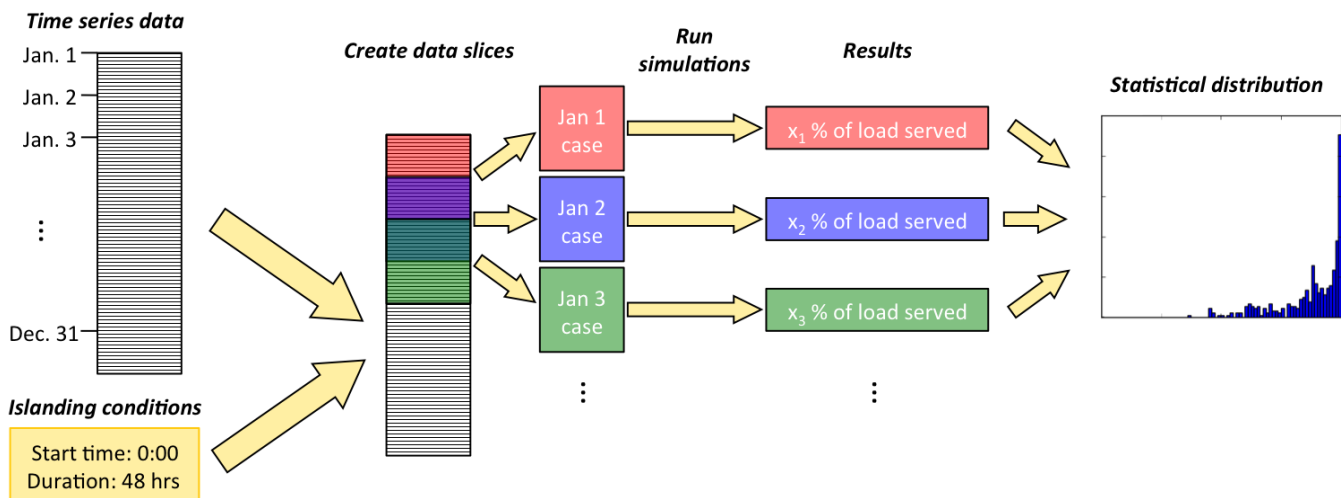 Time series data
Jan. 1
Jan. 2
Jan. 3
⋮
Dec. 31
Islanding conditions
Start time: 0:00
Duration: 48 hrs
Create data slices
Jan 1
case
Jan 2
case
Jan 3
case
⋮
Run
simulations
Results
x₁ % of load served
x₂ % of load served
x₃ % of load served
⋮
Statistical distribution